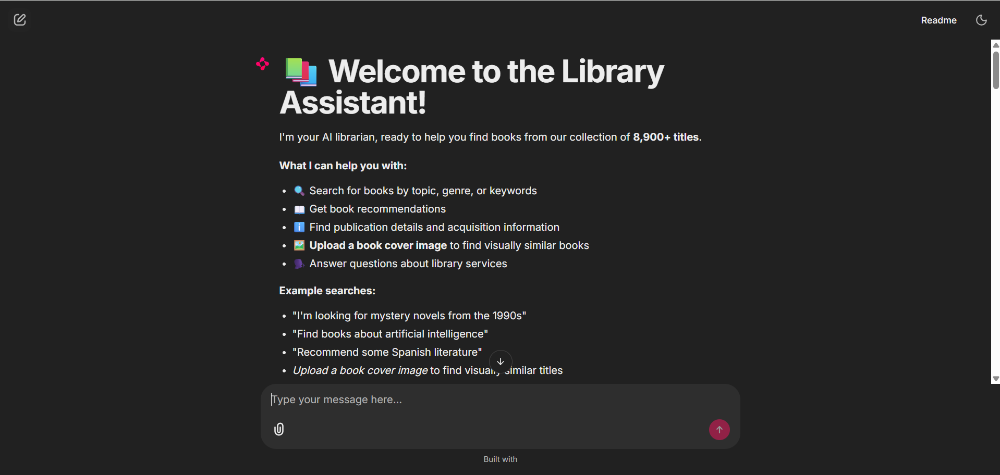 Readme
Welcome to the Library
Assistant!
I'm your AI librarian, ready to help you find books from our collection of 8,900+ titles.
What I can help you with:
Search for books by topic, genre, or keywords
Get book recommendations
Find publication details and acquisition information
Upload a book cover image to find visually similar books
Answer questions about library services
Example searches:
"I'm looking for mystery novels from the 1990s"
"Find books about artificial intelligence"
"Recommend some Spanish literature"
Upload a book cover image to find visually similar titles
Type your message here...
Built with